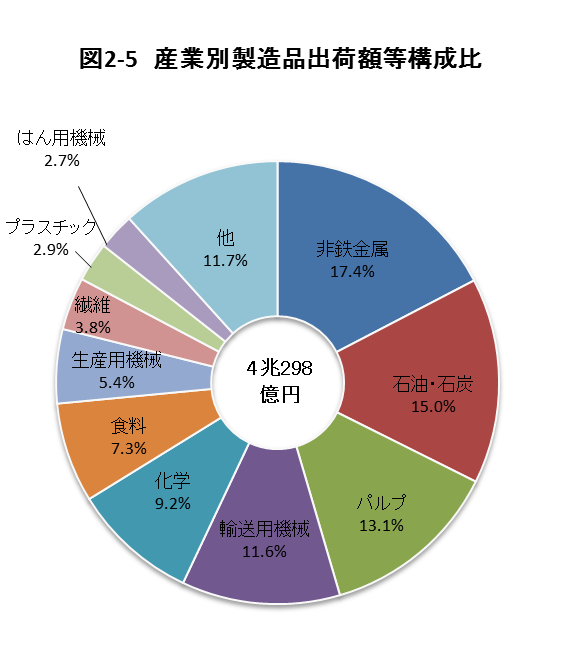 図2-5 産業別製造品出荷額等構成比
はん用機械
2.7%
プラスチック
2.9%
繊維
3.8%
生産用機械
5.4%
食料
7.3%
化学
9.2%
輸送用機械
11.6%
パルプ
13.1%
石油・石炭
15.0%
非鉄金属
17.4%
他
11.7%
４兆298
億円